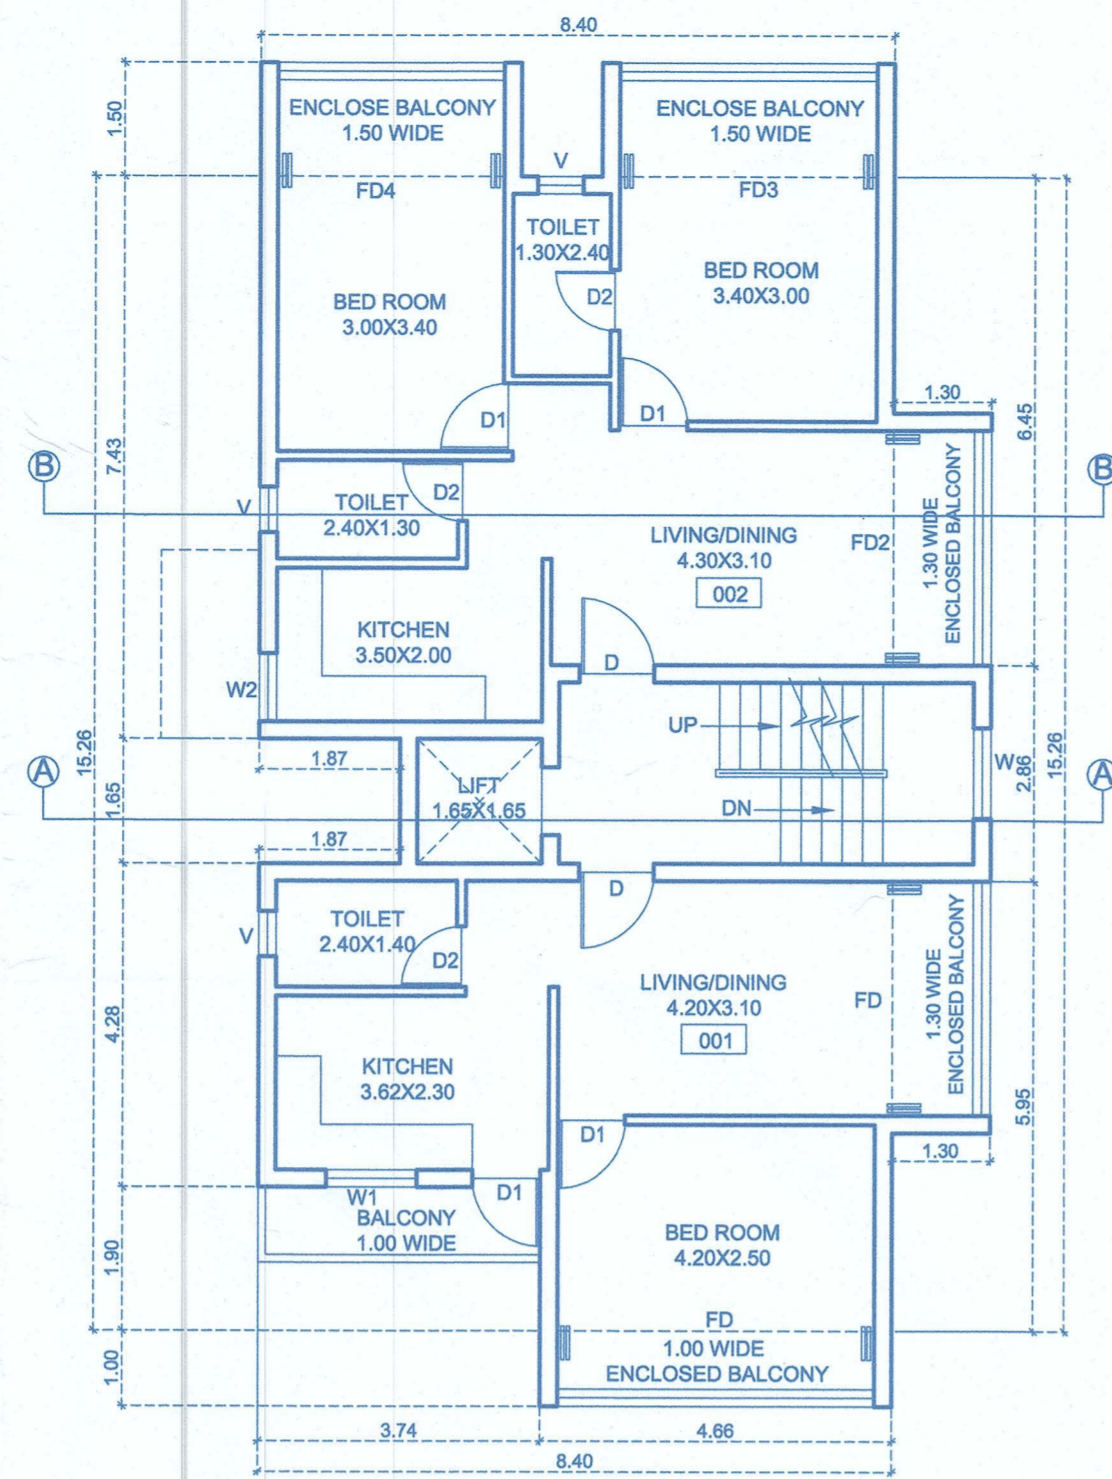 8.40
ENCLOSE BALCONY
1.50 WIDE
ENCLOSE BALCONY
1.50 WIDE
1.50
V
FD4
FD3
TOILET
1.30X2.40
BED ROOM
3.00X3.40
BED ROOM
3.40X3.00
D2
D1
D1
1.30
6.45
7.43
B
B
V
TOILET
2.40X1.30
D2
LIVING/DINING
4.30X3.10
002
FD2
1.30 WIDE
ENCLOSED BALCONY
KITCHEN
3.50X2.00
D
W2
UP
15.26
1.87
LIFT
1.65X1.65
W
2.86
15.26
A
A
1.65
DN
1.87
D
TOILET
2.40X1.40
V
D2
LIVING/DINING
4.20X3.10
001
FD
1.30 WIDE
ENCLOSED BALCONY
4.28
KITCHEN
3.62X2.30
5.95
D1
1.30
D1
W1
BALCONY
1.00 WIDE
1.90
BED ROOM
4.20X2.50
FD
1.00 WIDE
ENCLOSED BALCONY
1.00
3.74
4.66
8.40